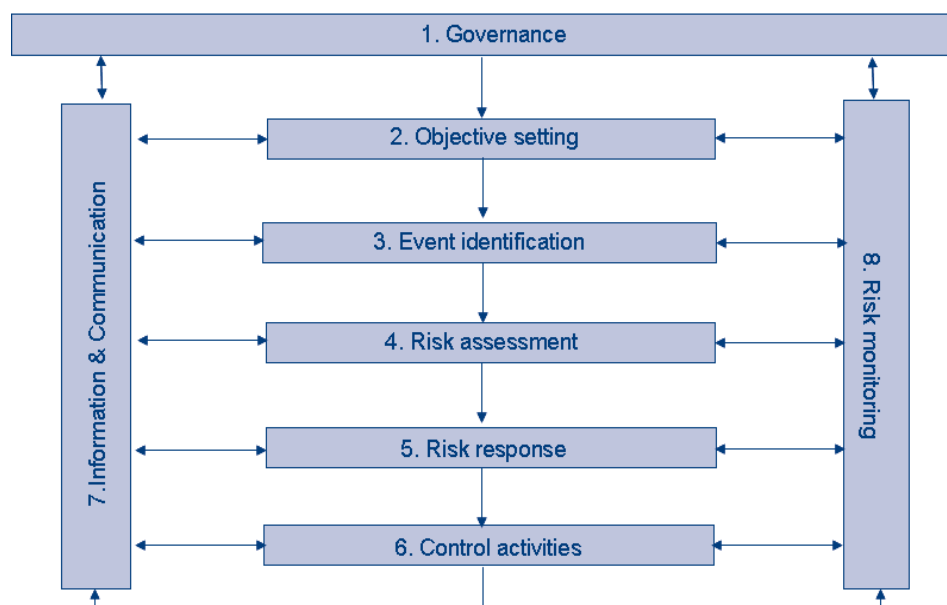 1. Governance
2. Objective setting
3. Event identification
4. Risk assessment
5. Risk response
6. Control activities
7.Information & Communication
8. Risk monitoring